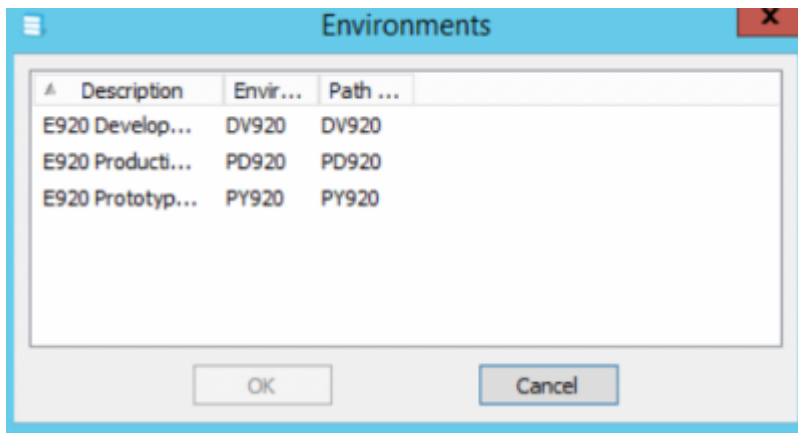 Environments
Description Envir... Path ...
E920 Develop... DV920 DV920
E920 Producti... PD920 PD920
E920 Prototyp... PY920 PY920
OK Cancel